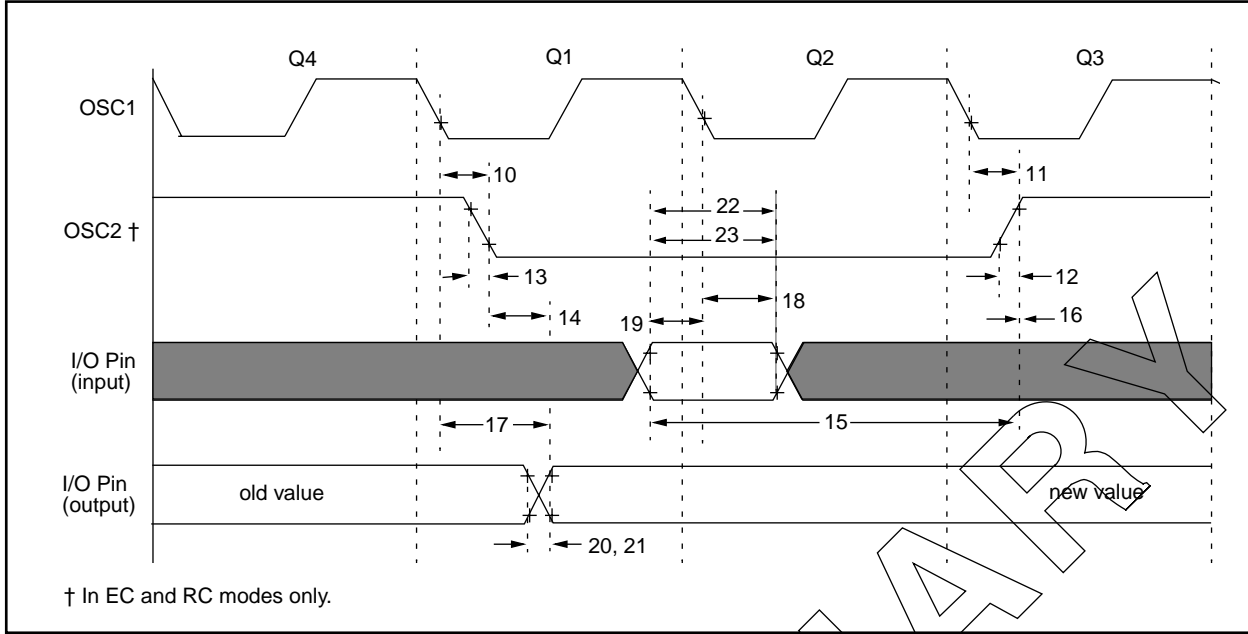 Q4 Q1 Q2 Q3
OSC1
10 11
22
OSC2 †
23
13 12
18
14 19 16
I/O Pin
(input)
17 15
I/O Pin
(output)
old value new value
20, 21
† In EC and RC modes only.
A R Y